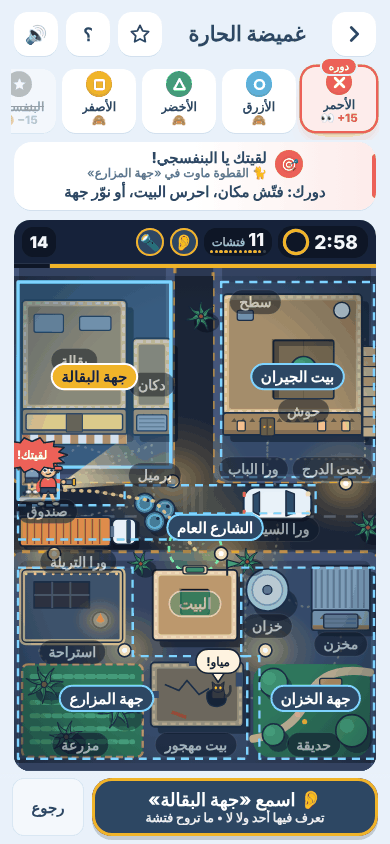 غميضة الحارة
؟
دوره
الأحمر
+15
الأزرق
الأخضر
الأصفر
البنفسجي
−15
لقيتك يا البنفسجي!
القطوة ماوت في «جهة المزارع»
دورك: فتّش مكان، احرس البيت، أو نوّر جهة
2:58
11 فتشات
14
سطح
بقالة
بيت الجيران
جهة البقالة
دكان
حوش
لقيتك!
تحت الدرج
ورا الباب
برميل
صندوق
الشارع العام
ورا السيا
ورا التريلة
البيت
خزان
مخزن
استراحة
مياو!
جهة المزارع
جهة الخزان
مزرعة
بيت مهجور
حديقة
اسمع «جهة البقالة»
تعرف فيها أحد ولا لا • ما تروح فتشة
رجوع